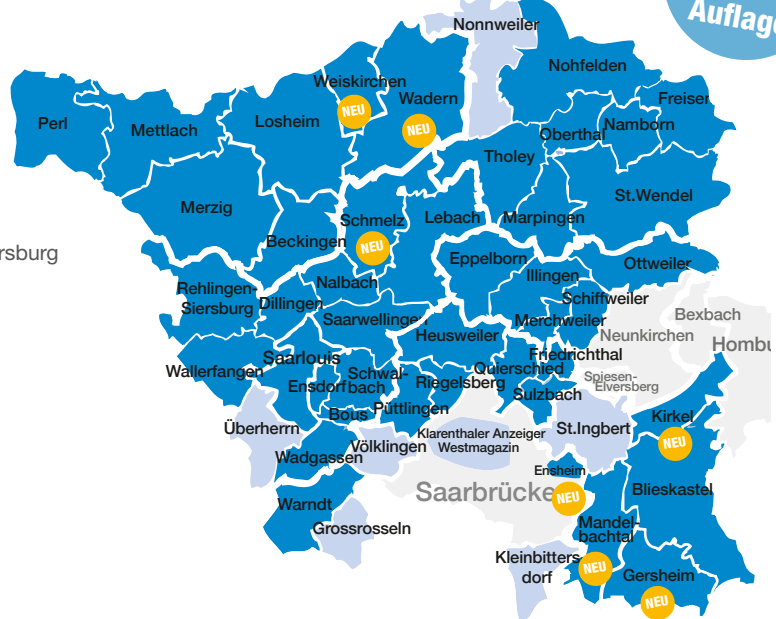 Auflage
Nonnweiler
Nohfelden
Weiskirchen
NEU
Wadern
NEU
Freisen
Perl
Mettlach
Losheim
Oberthal
Namborn
Tholey
St.Wendel
Merzig
Schmelz
NEU
Lebach
Marpingen
Beckingen
rsburg
Eppelborn
Illingen
Ottweiler
Rehlingen-
Siersburg
Dillingen
Nalbach
Saarwellingen
Schiffweiler
Merchweiler
Bexbach
Neunkirchen
Hombu
Heusweiler
Wallerfangen
Saarlouis
Ensdorf
Schwal-
bach
Riegelsberg
Quierschied
Friedrichthal
Spiesen-
Elversberg
Sulzbach
Bous
Püttlingen
Kirkel
NEU
Überherrn
Klarenthaler Anzeiger
Westmagazin
St.Ingbert
Völklingen
Wadgassen
Ensheim
NEU
Saarbrücke
Blieskastel
Warndt
Grossrosseln
Mandel-
bachtal
NEU
Kleinbitters
dorf
Gersheim
NEU